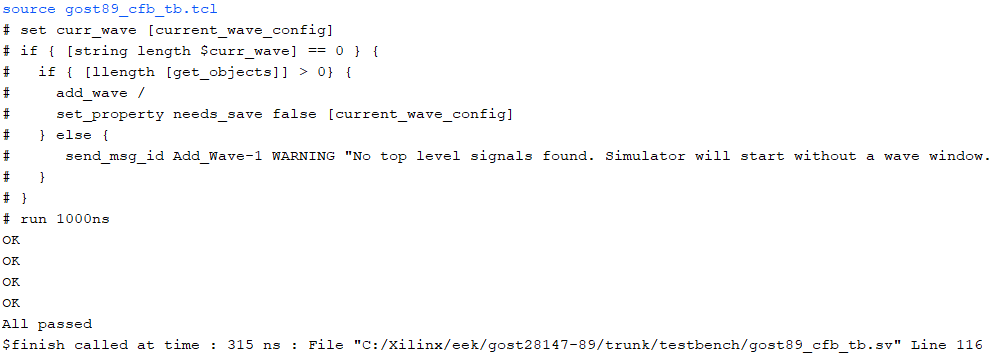 source gost89_cfb_tb.tcl
# set curr_wave [current_wave_config]
# if { [string length $curr_wave] == 0 } {
#   if { [llength [get_objects]] > 0} {
#     add_wave /
#     set_property needs_save false [current_wave_config]
#   } else {
#      send_msg_id Add_Wave-1 WARNING "No top level signals found. Simulator will start without a wave window.
#   }
# }
# run 1000ns
OK
OK
OK
OK
All passed
$finish called at time : 315 ns : File "C:/Xilinx/eek/gost28147-89/trunk/testbench/gost89_cfb_tb.sv" Line 116